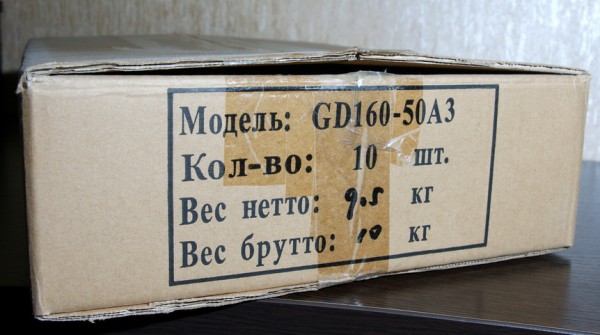 Модель: GD160-50A3
Кол-во: 10 шт.
Вес нетто: 9.5 кг
Вес брутто: 10 кг